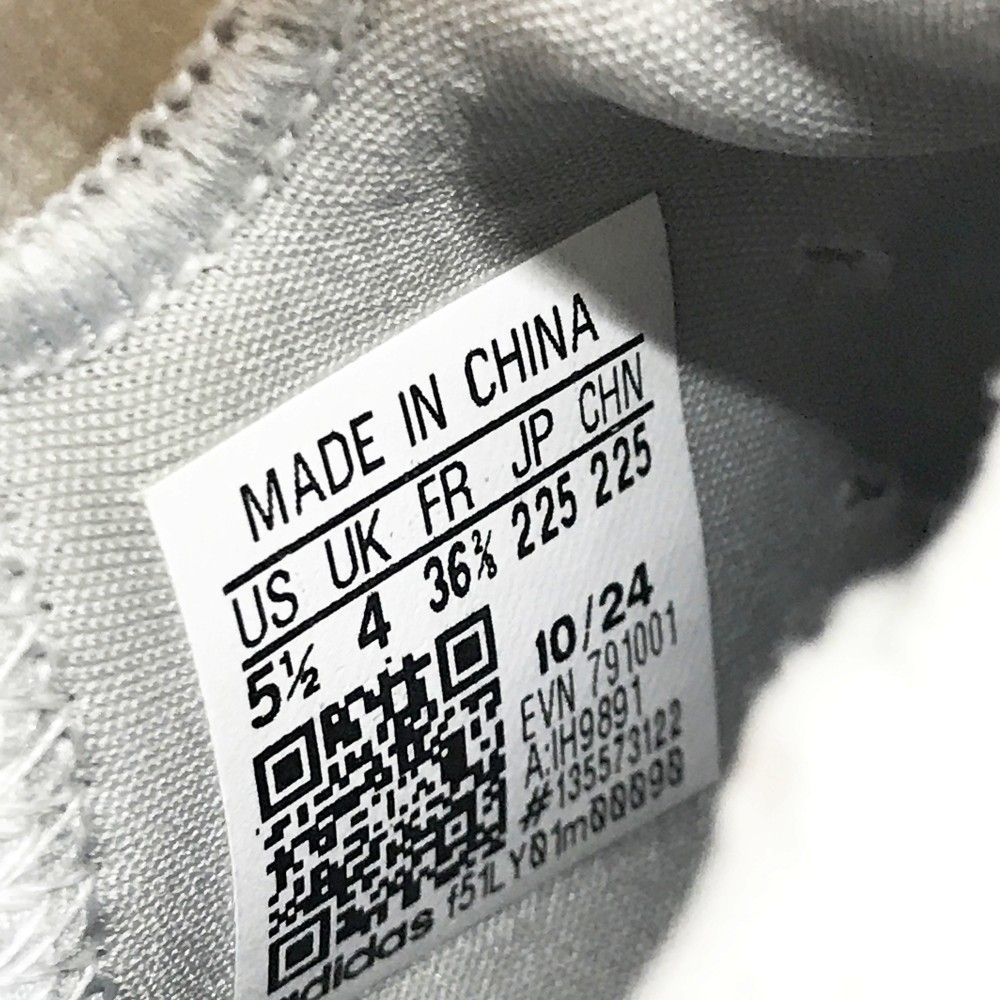 MADE IN CHINA
US UK FR JP CHN
5½ 4 36⅔ 225 225
10/24
EVN 791001
A:IH9891
#135573122
adidas f51LY01m00098